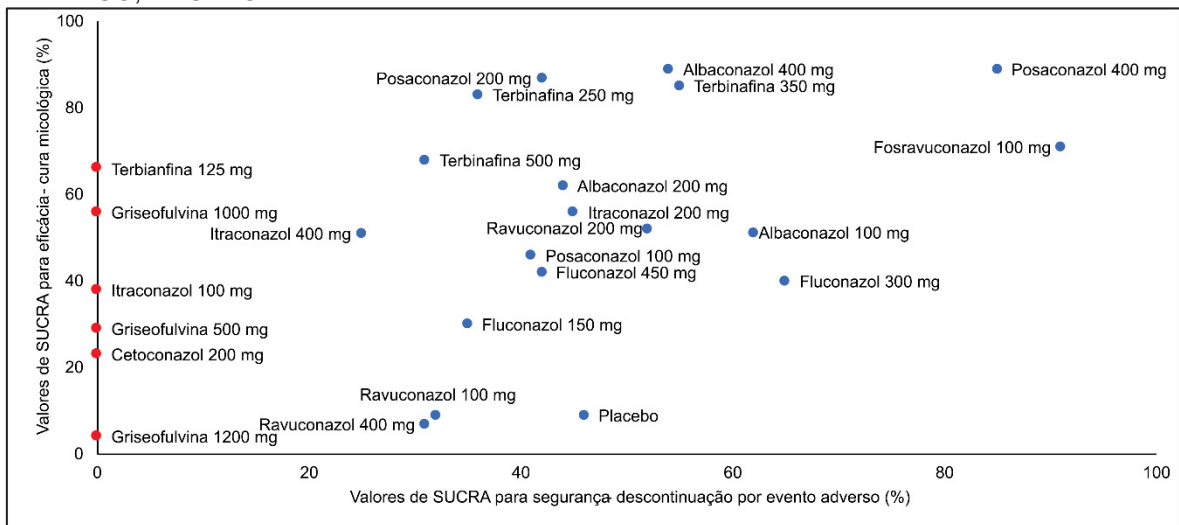 100
Posaconazol 200 mg
Albaconazol 400 mg
Posaconazol 400 mg
Terbinafina 250 mg
Terbinafina 350 mg
80
Fosravuconazol 100 mg
Terbianfina 125 mg
Terbinafina 500 mg
60
Albaconazol 200 mg
Griseofulvina 1000 mg
Itraconazol 200 mg
Itraconazol 400 mg
Ravuconazol 200 mg
Albaconazol 100 mg
Posaconazol 100 mg
Fluconazol 450 mg
40
Fluconazol 300 mg
Itraconazol 100 mg
Griseofulvina 500 mg
Fluconazol 150 mg
Cetoconazol 200 mg
20
Ravuconazol 100 mg
Placebo
Ravuconazol 400 mg
Griseofulvina 1200 mg
0
0 20 40 60 80 100
Valores de SUCRA para eficácia- cura micológica (%)
Valores de SUCRA para segurança- descontinuação por evento adverso (%)